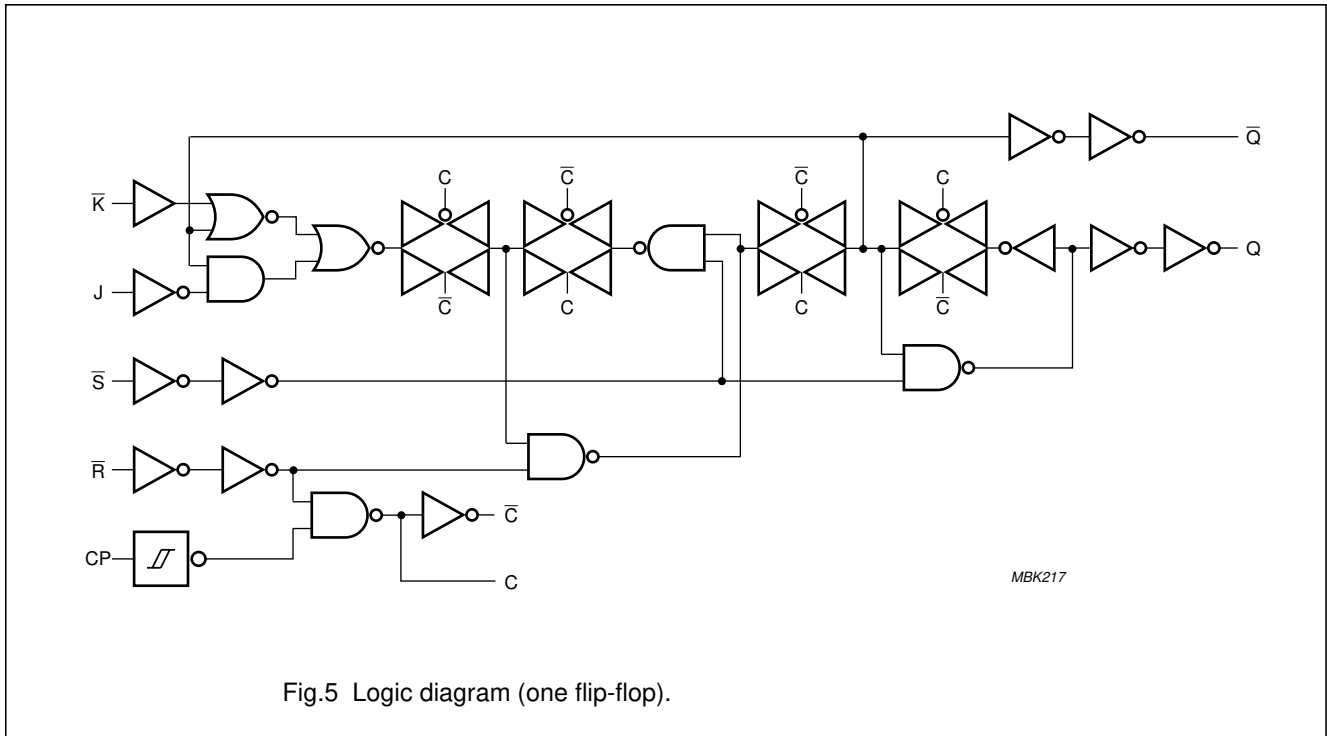 Q̅
C
C̅
C̅
C
K̅
Q
J
C̅
C
C
C̅
S̅
R̅
C̅
CP
C
MBK217
Fig.5 Logic diagram (one flip-flop).